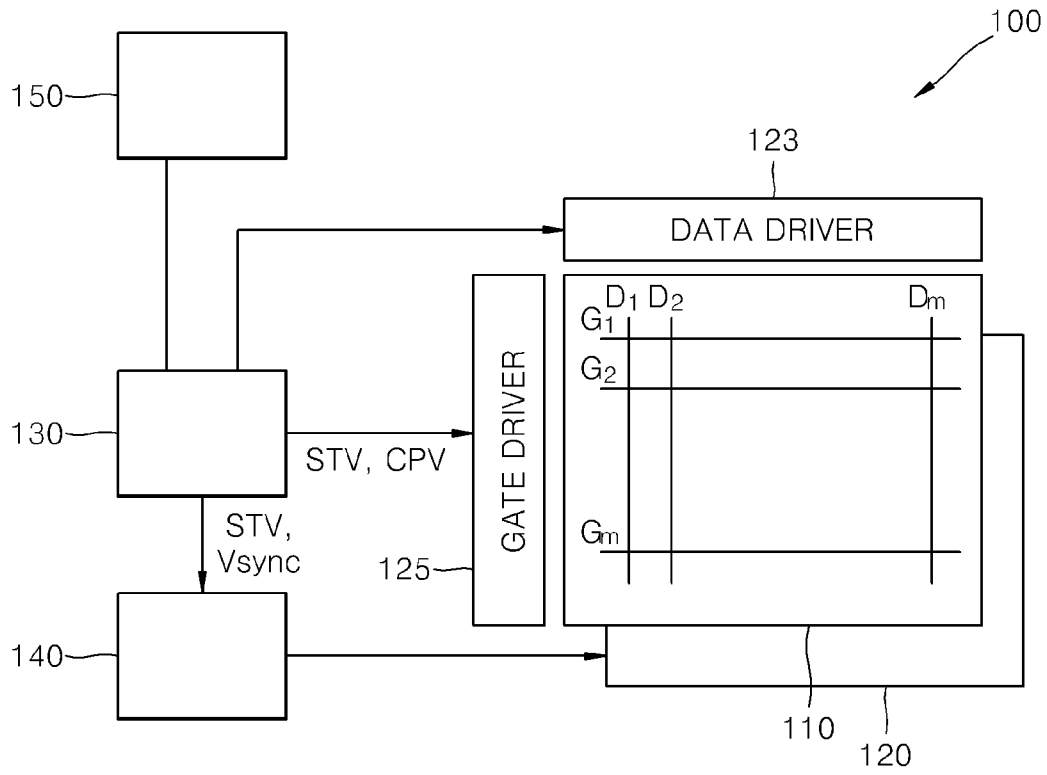 100
150
123
DATA DRIVER
D1 D2 Dm
G1
G2
GATE DRIVER
130
STV, CPV
STV,
Vsync
Gm
125
140
110
120